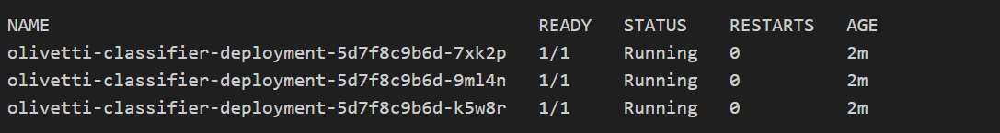 NAME READY STATUS RESTARTS AGE
olivetti-classifier-deployment-5d7f8c9b6d-7xk2p 1/1 Running 0 2m
olivetti-classifier-deployment-5d7f8c9b6d-9ml4n 1/1 Running 0 2m
olivetti-classifier-deployment-5d7f8c9b6d-k5w8r 1/1 Running 0 2m